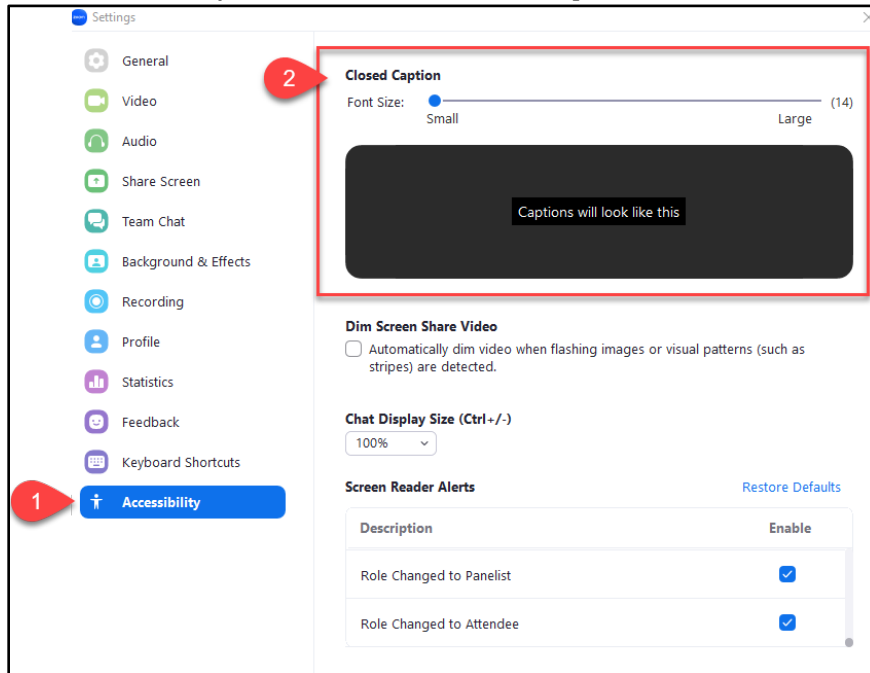 zoom
Settings
General
Video
Audio
Share Screen
Team Chat
Background & Effects
Recording
Profile
Statistics
Feedback
Keyboard Shortcuts
1
Accessibility
2
Closed Caption
Font Size:
(14)
Small Large
Captions will look like this
Dim Screen Share Video
Automatically dim video when flashing images or visual patterns (such as
stripes) are detected.
Chat Display Size (Ctrl+/-)
100%
Screen Reader Alerts Restore Defaults
Description Enable
Role Changed to Panelist
Role Changed to Attendee